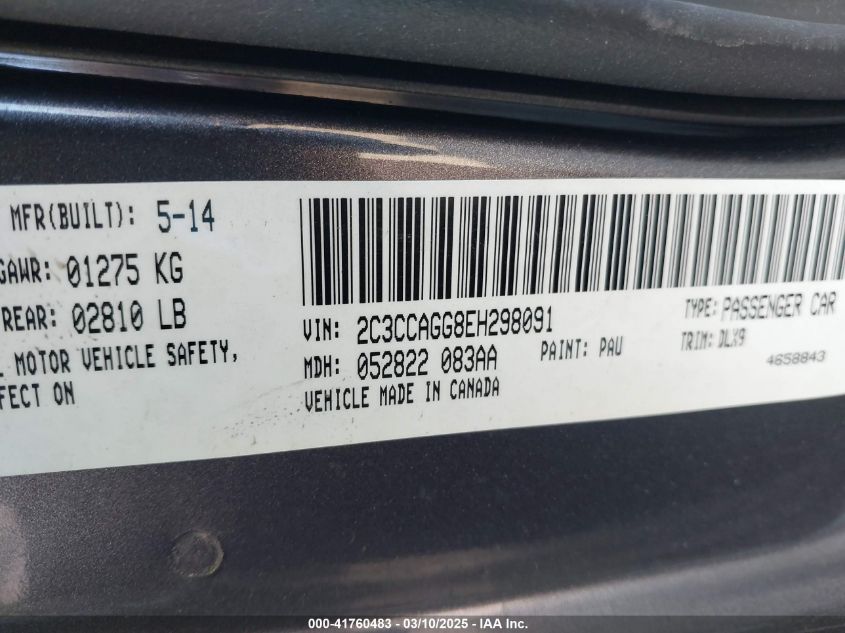 MFR(BUILT): 5-14
GAWR: 01275 KG
REAR: 02810 LB
MOTOR VEHICLE SAFETY,
FECT ON
VIN: 2C3CCAGG8EH298091
MDH: 052822 083AA
VEHICLE MADE IN CANADA
PAINT: PAU
TYPE: PASSENGER CAR
TRIM: DLX9
4658843
000-41760483 - 03/10/2025 - IAA Inc.